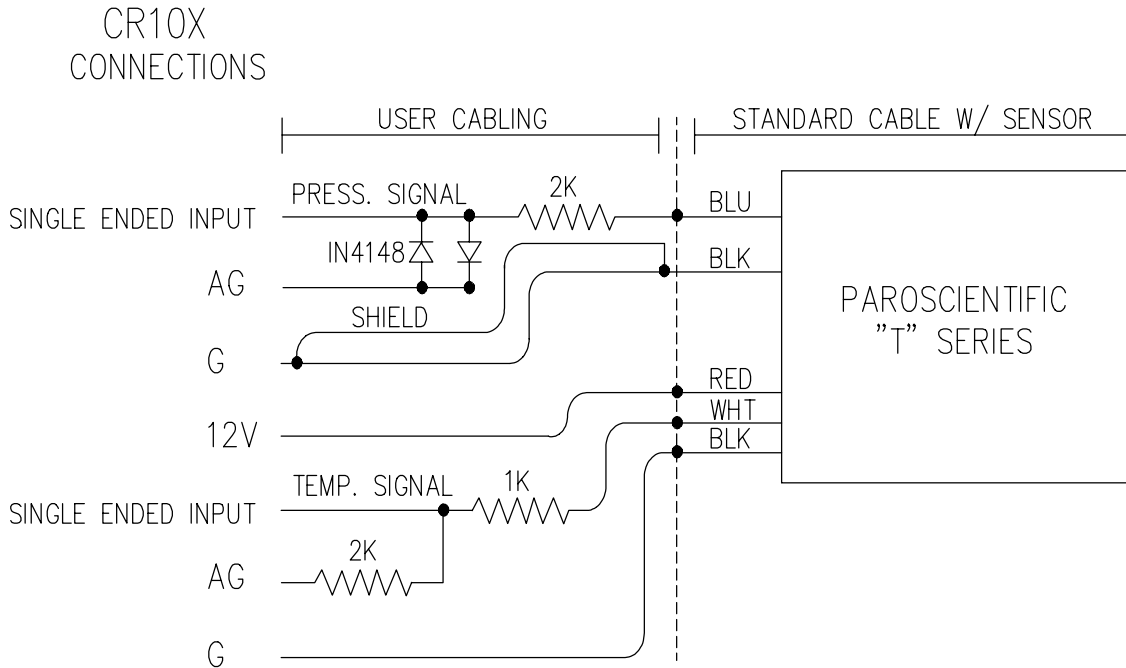 CR10X
CONNECTIONS
USER CABLING
STANDARD CABLE W/ SENSOR
PRESS. SIGNAL
2K
BLU
SINGLE ENDED INPUT
IN4148
BLK
AG
PAROSCIENTIFIC
"T" SERIES
SHIELD
G
RED
WHT
12V
BLK
TEMP. SIGNAL
1K
SINGLE ENDED INPUT
2K
AG
G